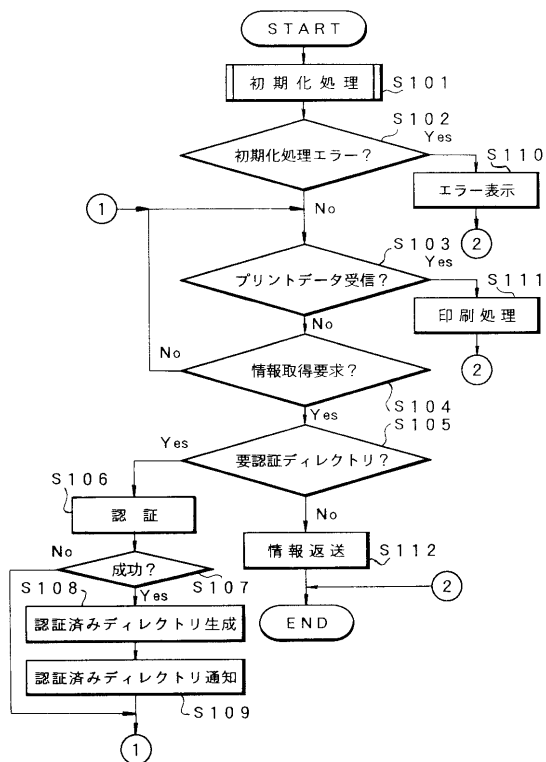 START
初期化処理
S101
S102
初期化処理エラー?
Yes
S110
エラー表示
2
1
No
S103
プリントデータ受信?
Yes
S111
印刷処理
2
No
情報取得要求?
No
S104
Yes
S105
要認証ディレクトリ?
Yes
S106
認証
No
情報返送
S112
No
成功?
S107
2
S108
Yes
認証済みディレクトリ生成
END
認証済みディレクトリ通知
S109
1